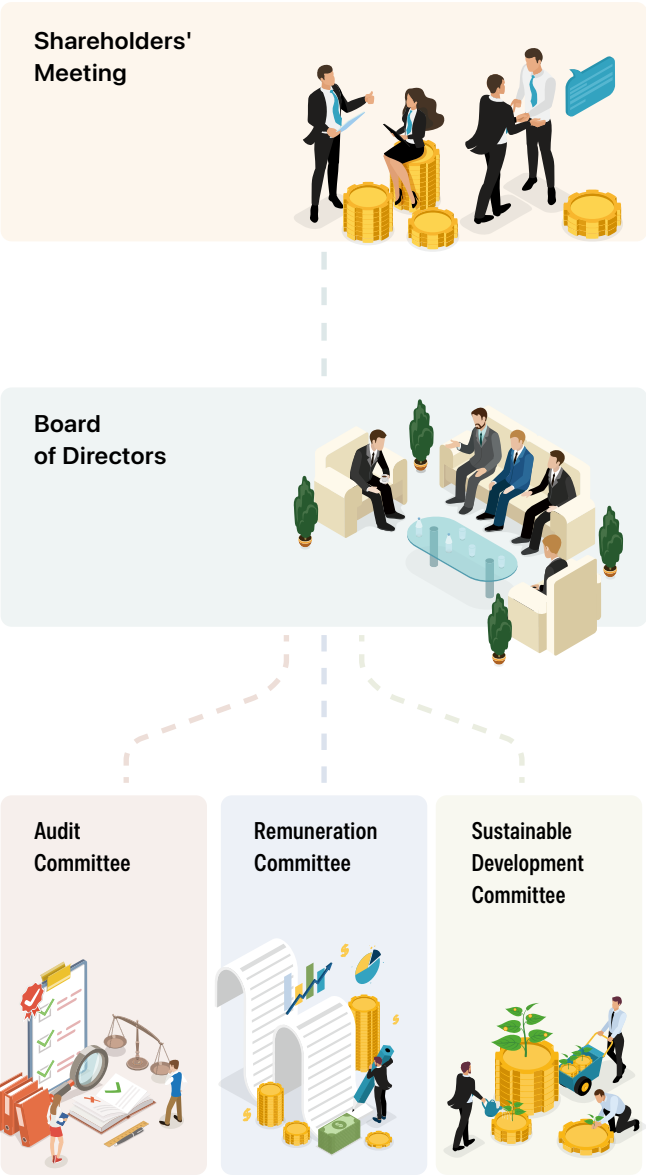 Shareholders'
Meeting
Board
of Directors
Audit
Committee
Remuneration
Committee
Sustainable
Development
Committee